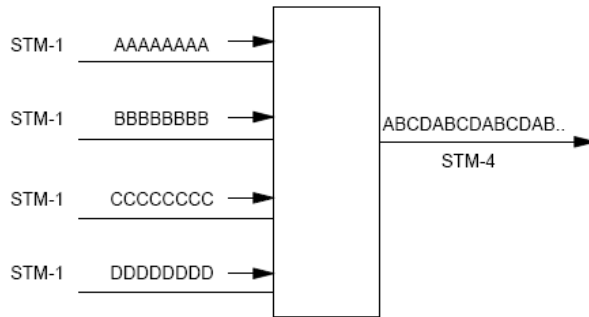 STM-1 AAAAAAAA
STM-1 BBBBBBBB
ABCDABCDABCDAB..
STM-4
STM-1 CCCCCCCC
STM-1 DDDDDDDD